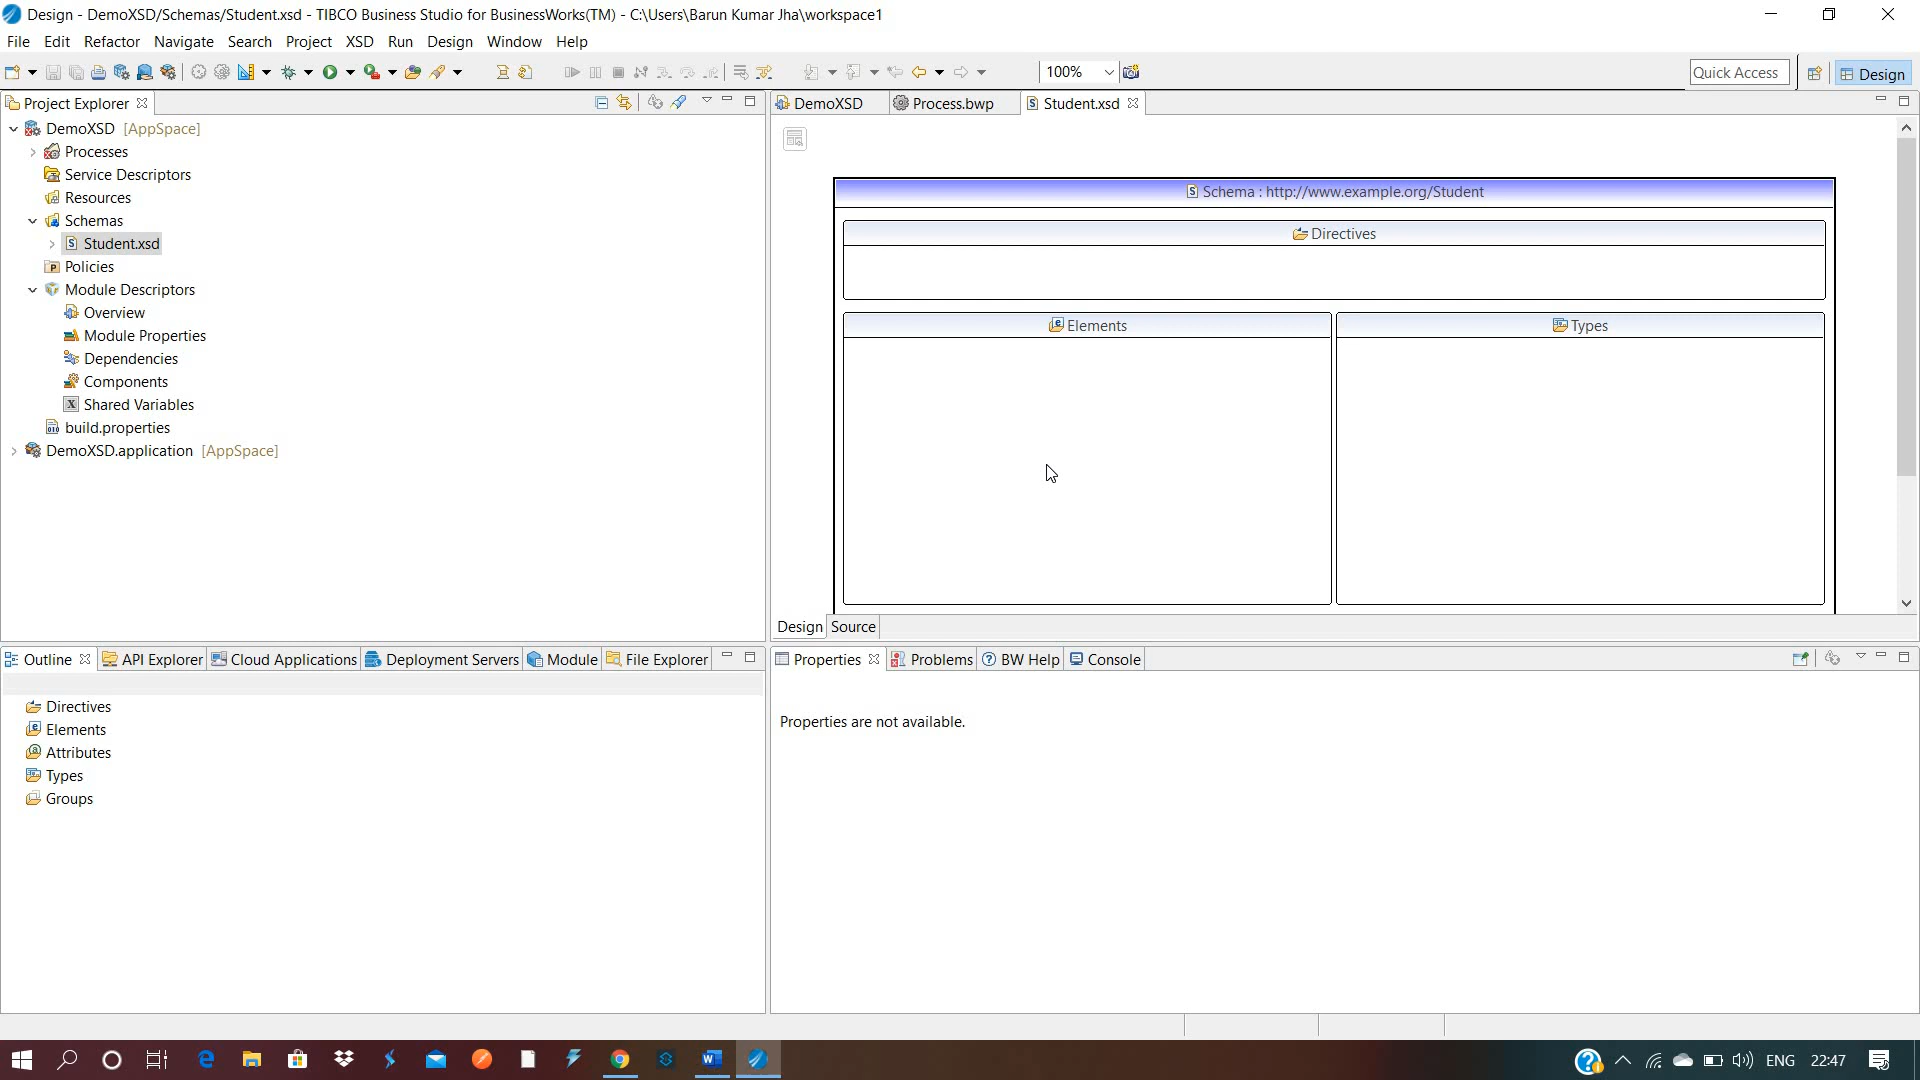 Design - DemoXSD/Schemas/Student.xsd - TIBCO Business Studio for BusinessWorks(TM) - C:\Users\Barun Kumar Jha\workspace1
File Edit Refactor Navigate Search Project XSD Run Design Window Help
100%
Quick Access
Design
Project Explorer
DemoXSD [AppSpace]
Processes
Service Descriptors
Resources
Schemas
Student.xsd
Policies
Module Descriptors
Overview
Module Properties
Dependencies
Components
Shared Variables
build.properties
DemoXSD.application [AppSpace]
DemoXSD
Process.bwp
Student.xsd
Schema : http://www.example.org/Student
Directives
Elements
Types
Design
Source
Outline
API Explorer
Cloud Applications
Deployment Servers
Module
File Explorer
Directives
Elements
Attributes
Types
Groups
Properties
Problems
BW Help
Console
Properties are not available.
ENG
22:47